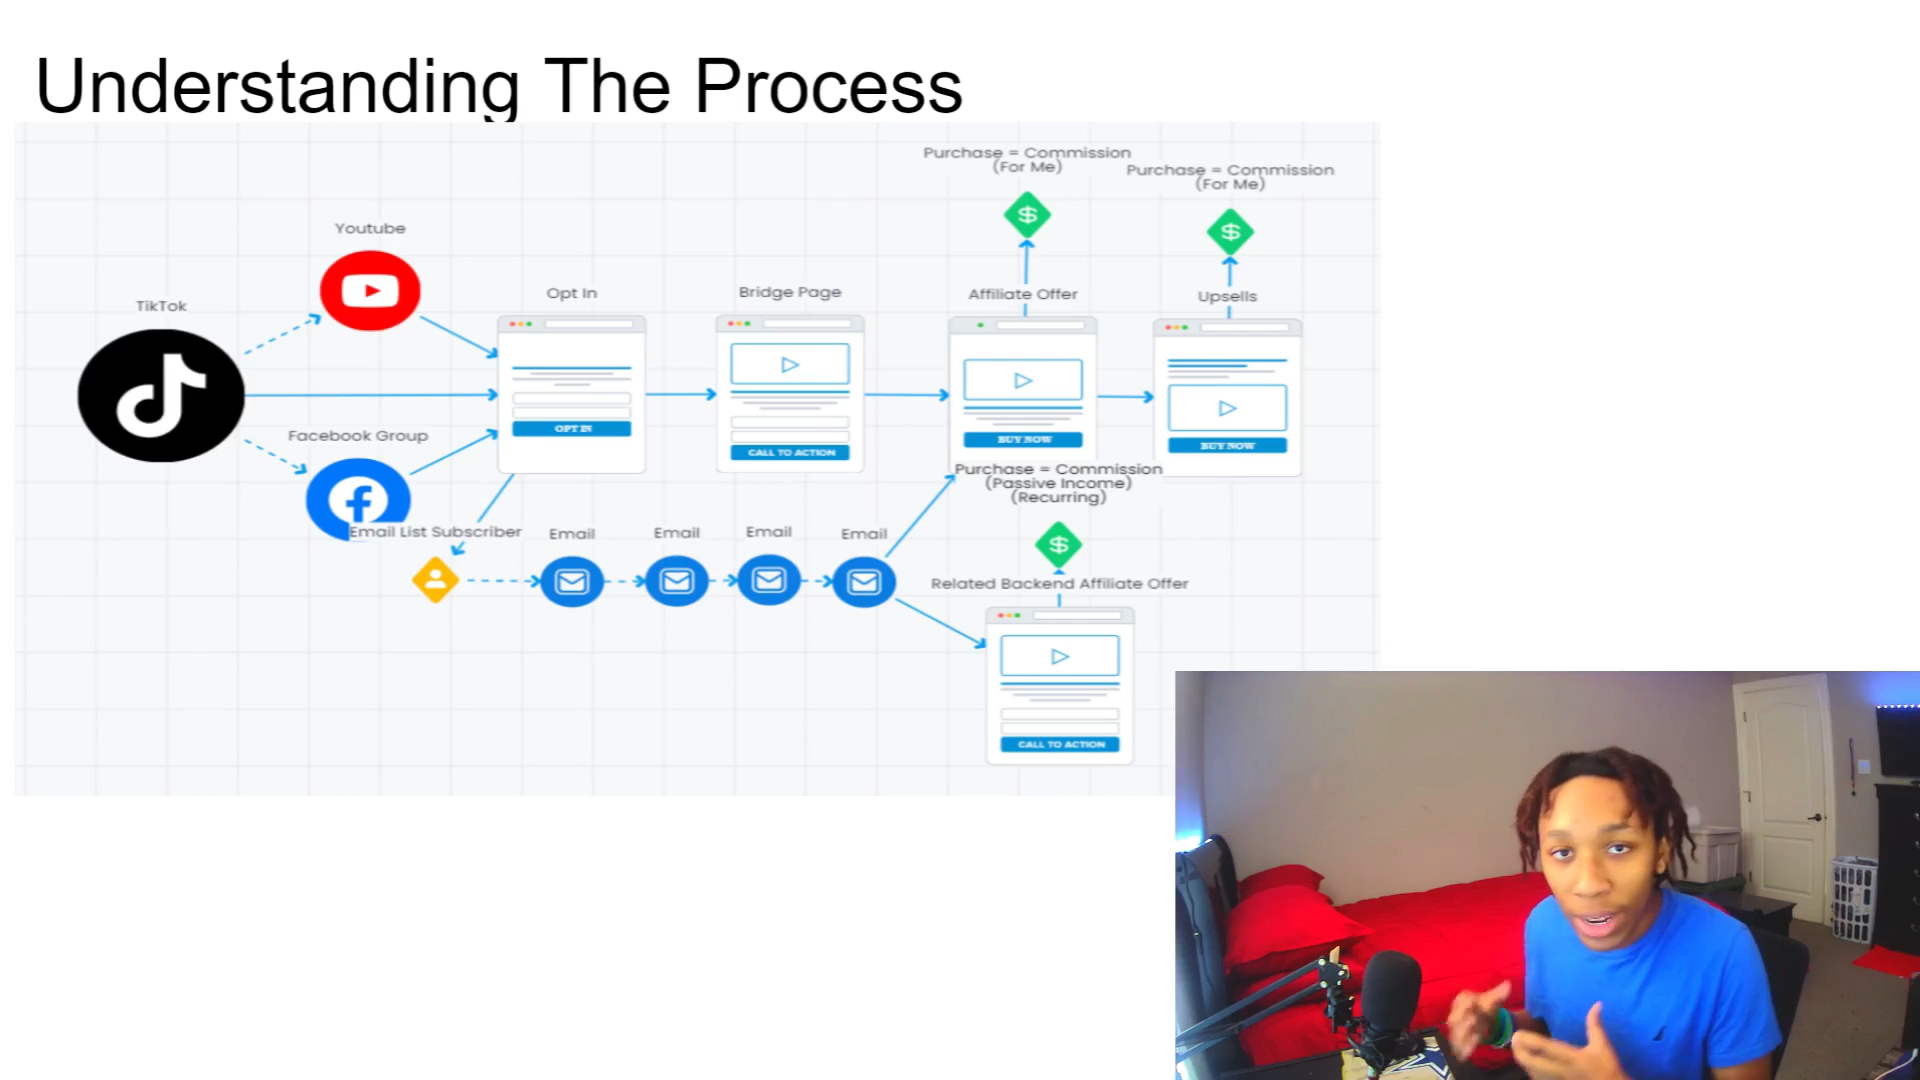 Understanding The Process
Purchase = Commission
(For Me)
Purchase = Commission
(For Me)
Youtube
TikTok
Opt In
Bridge Page
Affiliate Offer
Upsells
OPT IN
CALL TO ACTION
BUY NOW
BUY NOW
Facebook Group
Purchase = Commission
(Passive Income)
(Recurring)
Email List Subscriber
Email
Email
Email
Email
Related Backend Affiliate Offer
CALL TO ACTION